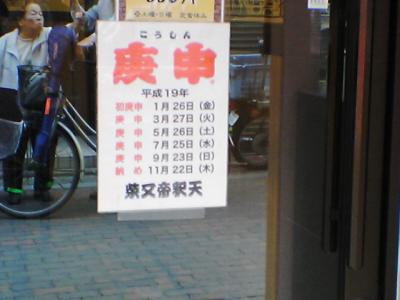 こうしん
庚申
平成19年
初庚申 1月26日(金)
庚申 3月27日(火)
庚申 5月26日(土)
庚申 7月25日(水)
庚申 9月23日(日)
納め 11月22日(木)
柴又帝釈天